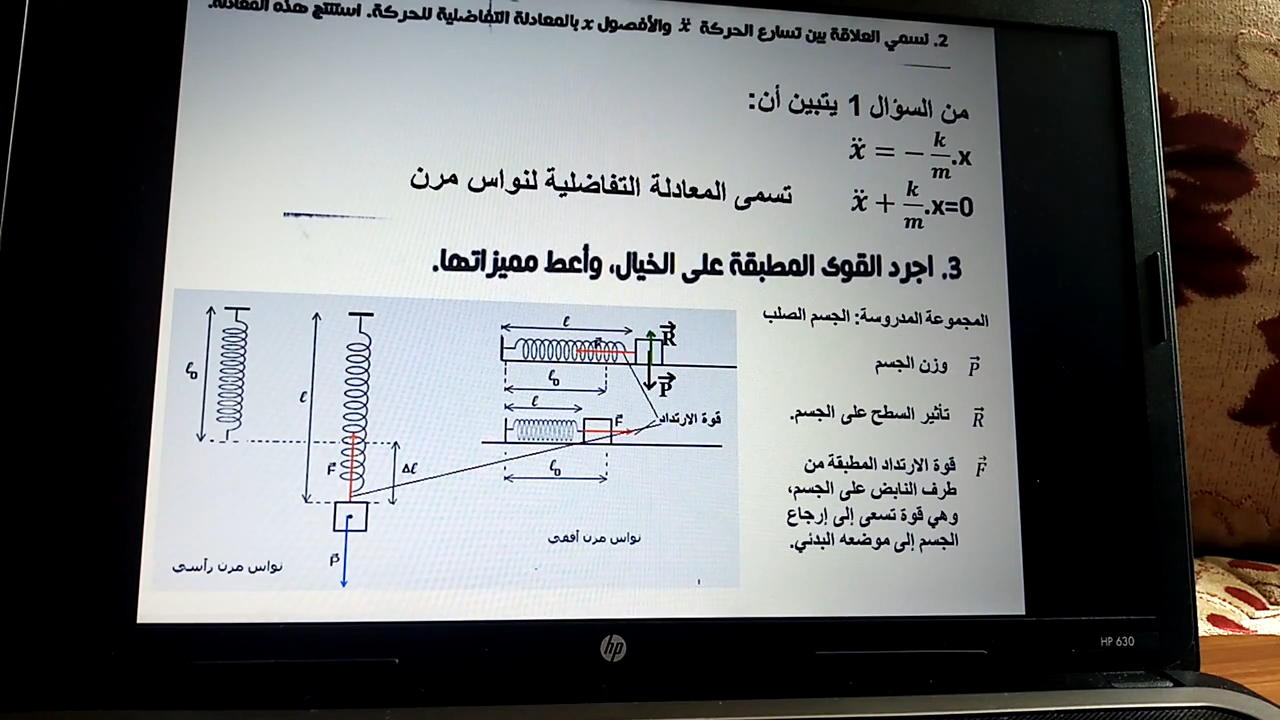 2. نسمي العلاقة بين تسارع الحركة ẍ والأفصول x بالمعادلة التفاضلية للحركة. استنتج هذه المعادلة.
من السؤال 1 يتبين أن:
ẍ = − k/m .x
ẍ + k/m .x=0 تسمى المعادلة التفاضلية لنواس مرن
3. اجرد القوى المطبقة على الخيال، وأعط مميزاتها.
المجموعة المدروسة: الجسم الصلب
P⃗ وزن الجسم
R⃗ تأثير السطح على الجسم.
F⃗ قوة الارتداد المطبقة من
طرف النابض على الجسم،
وهي قوة تسعى إلى إرجاع
الجسم إلى موضعه البدئي.
ℓ
R⃗
F
ℓ₀
P⃗
ℓ
F⃗
قوة الارتداد
ℓ₀
نواس مرن أفقي
ℓ₀
ℓ
F⃗
Δℓ
P⃗
نواس مرن رأسي
hp
HP 630